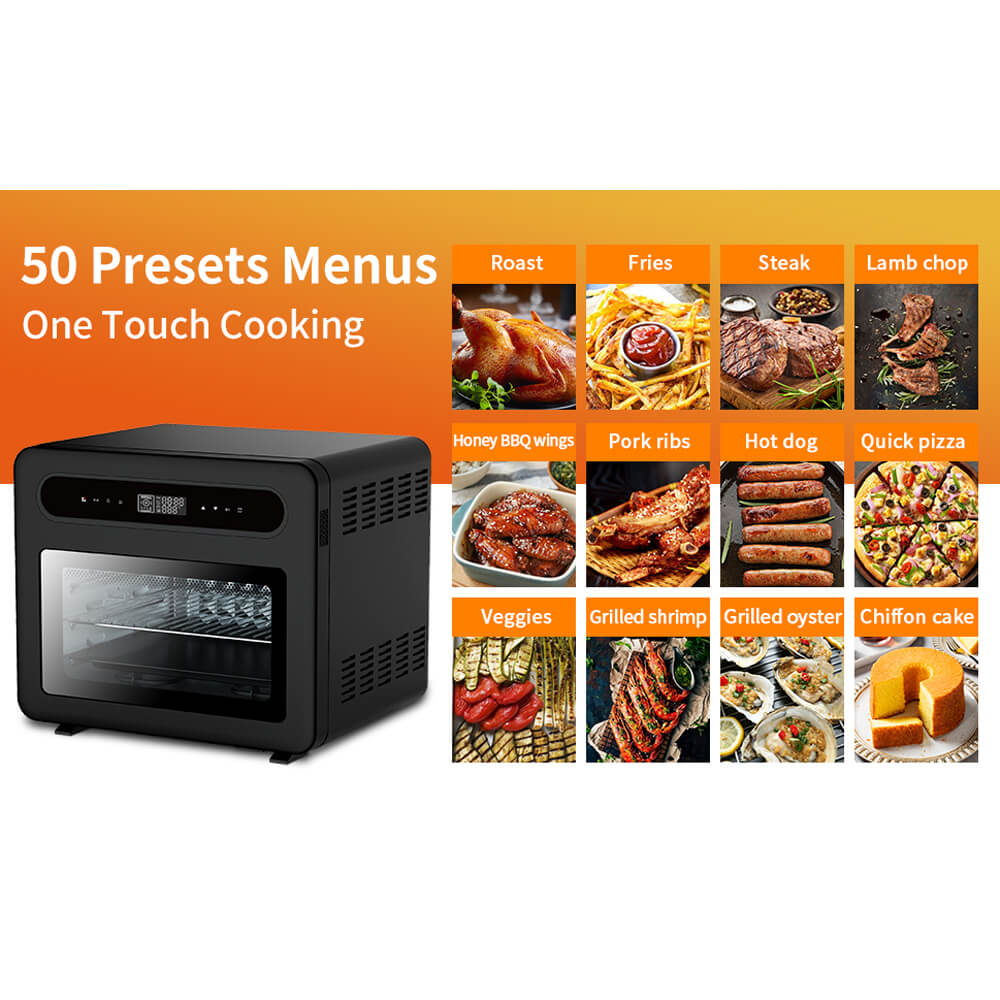 50 Presets Menus
One Touch Cooking
Roast
Fries
Steak
Lamb chop
Honey BBQ wings
Pork ribs
Hot dog
Quick pizza
Veggies
Grilled shrimp
Grilled oyster
Chiffon cake